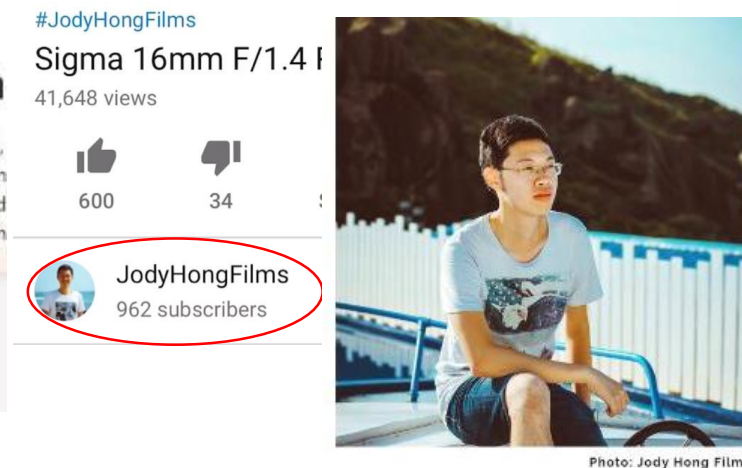 #JodyHongFilms
Sigma 16mm F/1.4
41,648 views
600
34
JodyHongFilms
962 subscribers
Photo: Jody Hong Film